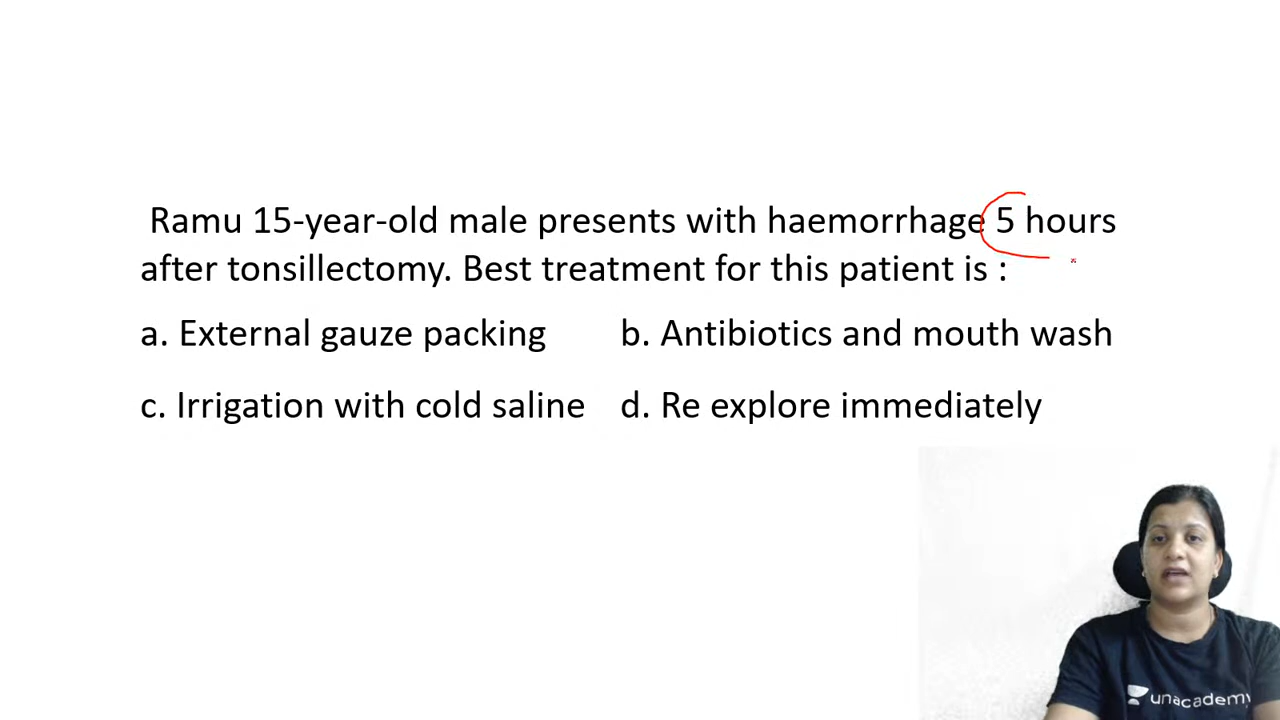 Ramu 15-year-old male presents with haemorrhage 5 hours
after tonsillectomy. Best treatment for this patient is :
a. External gauze packing b. Antibiotics and mouth wash
c. Irrigation with cold saline d. Re explore immediately
unacademy